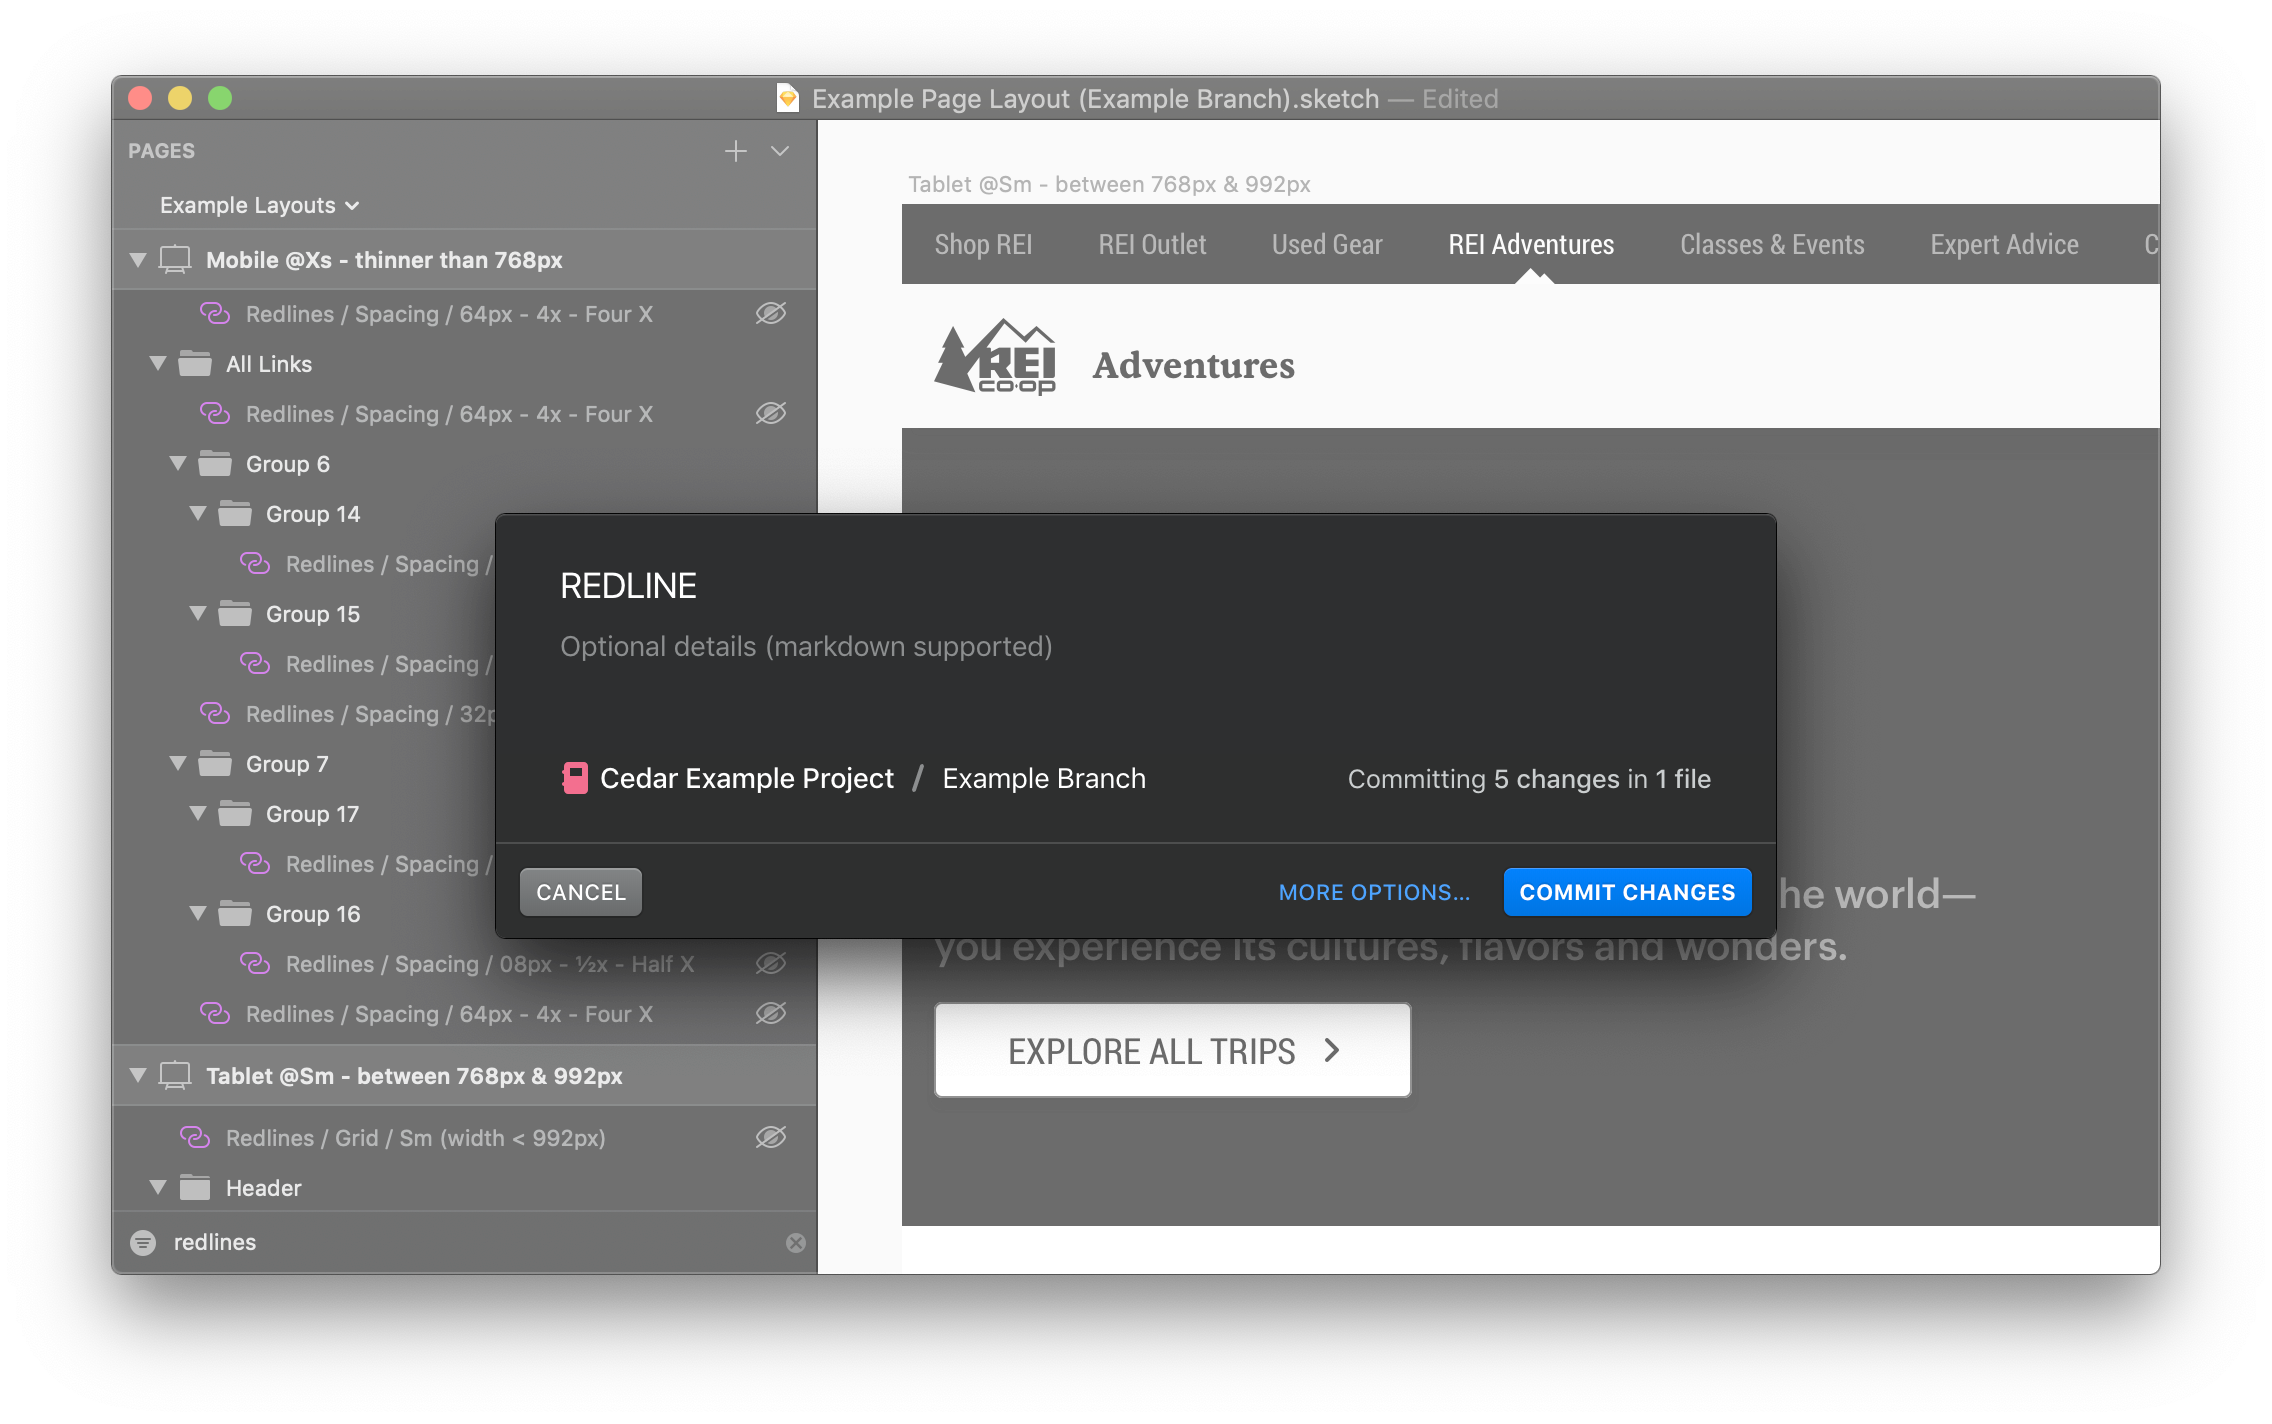 Example Page Layout (Example Branch).sketch — Edited
PAGES
Example Layouts
Mobile @Xs - thinner than 768px
Redlines / Spacing / 64px - 4x - Four X
All Links
Redlines / Spacing / 64px - 4x - Four X
Group 6
Group 14
Redlines / Spacing /
Group 15
Redlines / Spacing /
Redlines / Spacing / 32p
Group 7
Group 17
Redlines / Spacing /
Group 16
Redlines / Spacing / 08px - ½x - Half X
Redlines / Spacing / 64px - 4x - Four X
Tablet @Sm - between 768px & 992px
Redlines / Grid / Sm (width < 992px)
Header
redlines
Tablet @Sm - between 768px & 992px
Shop REI REI Outlet Used Gear REI Adventures Classes & Events Expert Advice C
REI
CO·OP
Adventures
REDLINE
Optional details (markdown supported)
Cedar Example Project / Example Branch Committing 5 changes in 1 file
CANCEL MORE OPTIONS... COMMIT CHANGES
he world—
you experience its cultures, flavors and wonders.
EXPLORE ALL TRIPS